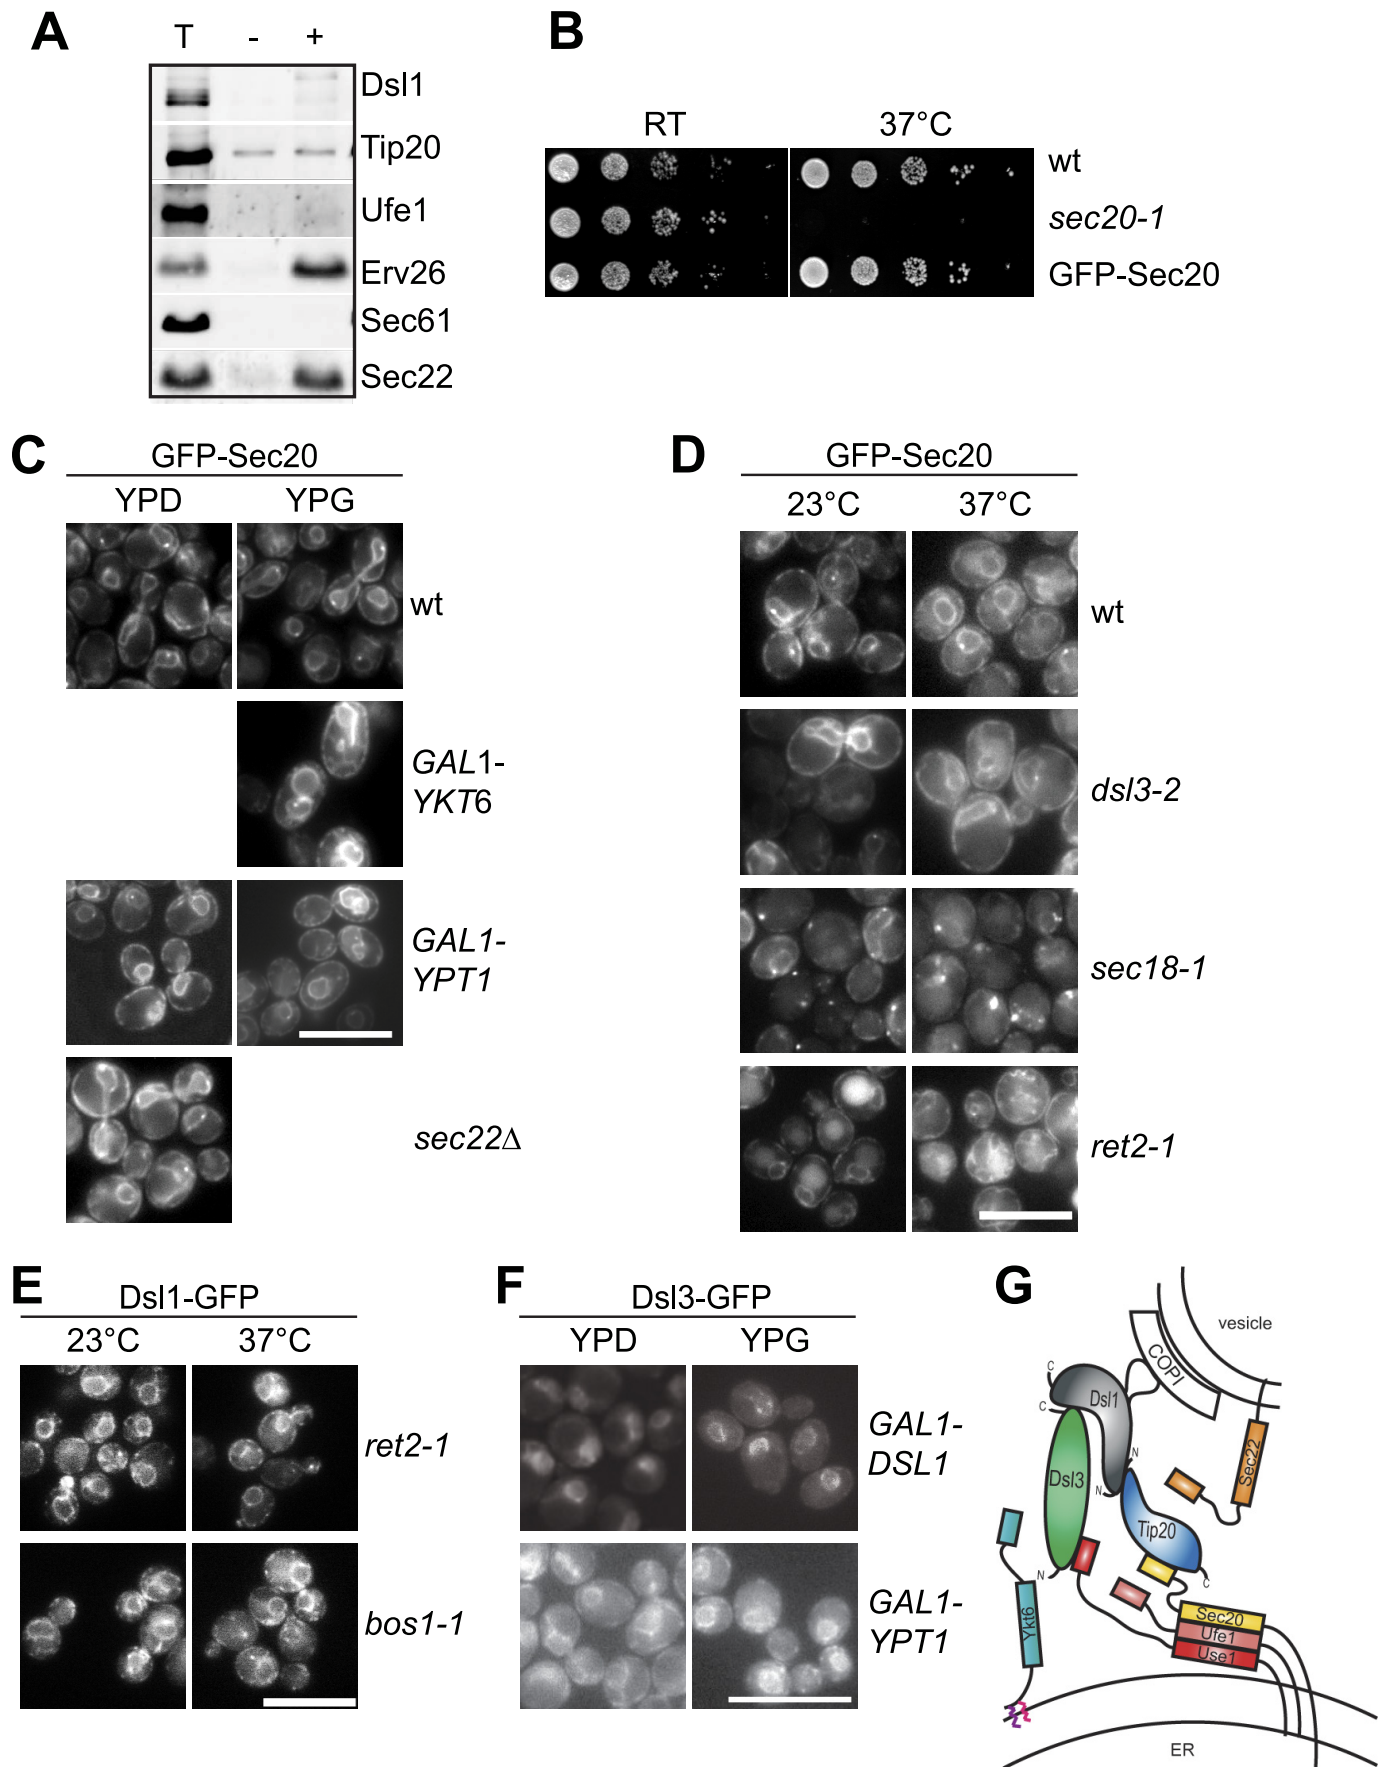 A
T - +
Dsl1
Tip20
Ufe1
Erv26
Sec61
Sec22
B
RT 37°C
wt
sec20-1
GFP-Sec20
C
GFP-Sec20
YPD YPG
wt
GAL1-
YKT6
GAL1-
YPT1
sec22Δ
D
GFP-Sec20
23°C 37°C
wt
dsl3-2
sec18-1
ret2-1
E
Dsl1-GFP
23°C 37°C
ret2-1
bos1-1
F
Dsl3-GFP
YPD YPG
GAL1-
DSL1
GAL1-
YPT1
G
vesicle
COPI
C
Dsl1
C
Sec22
N
Dsl3
N
Tip20
N
C
Sec20
Ykt6
Ufe1
Use1
ER